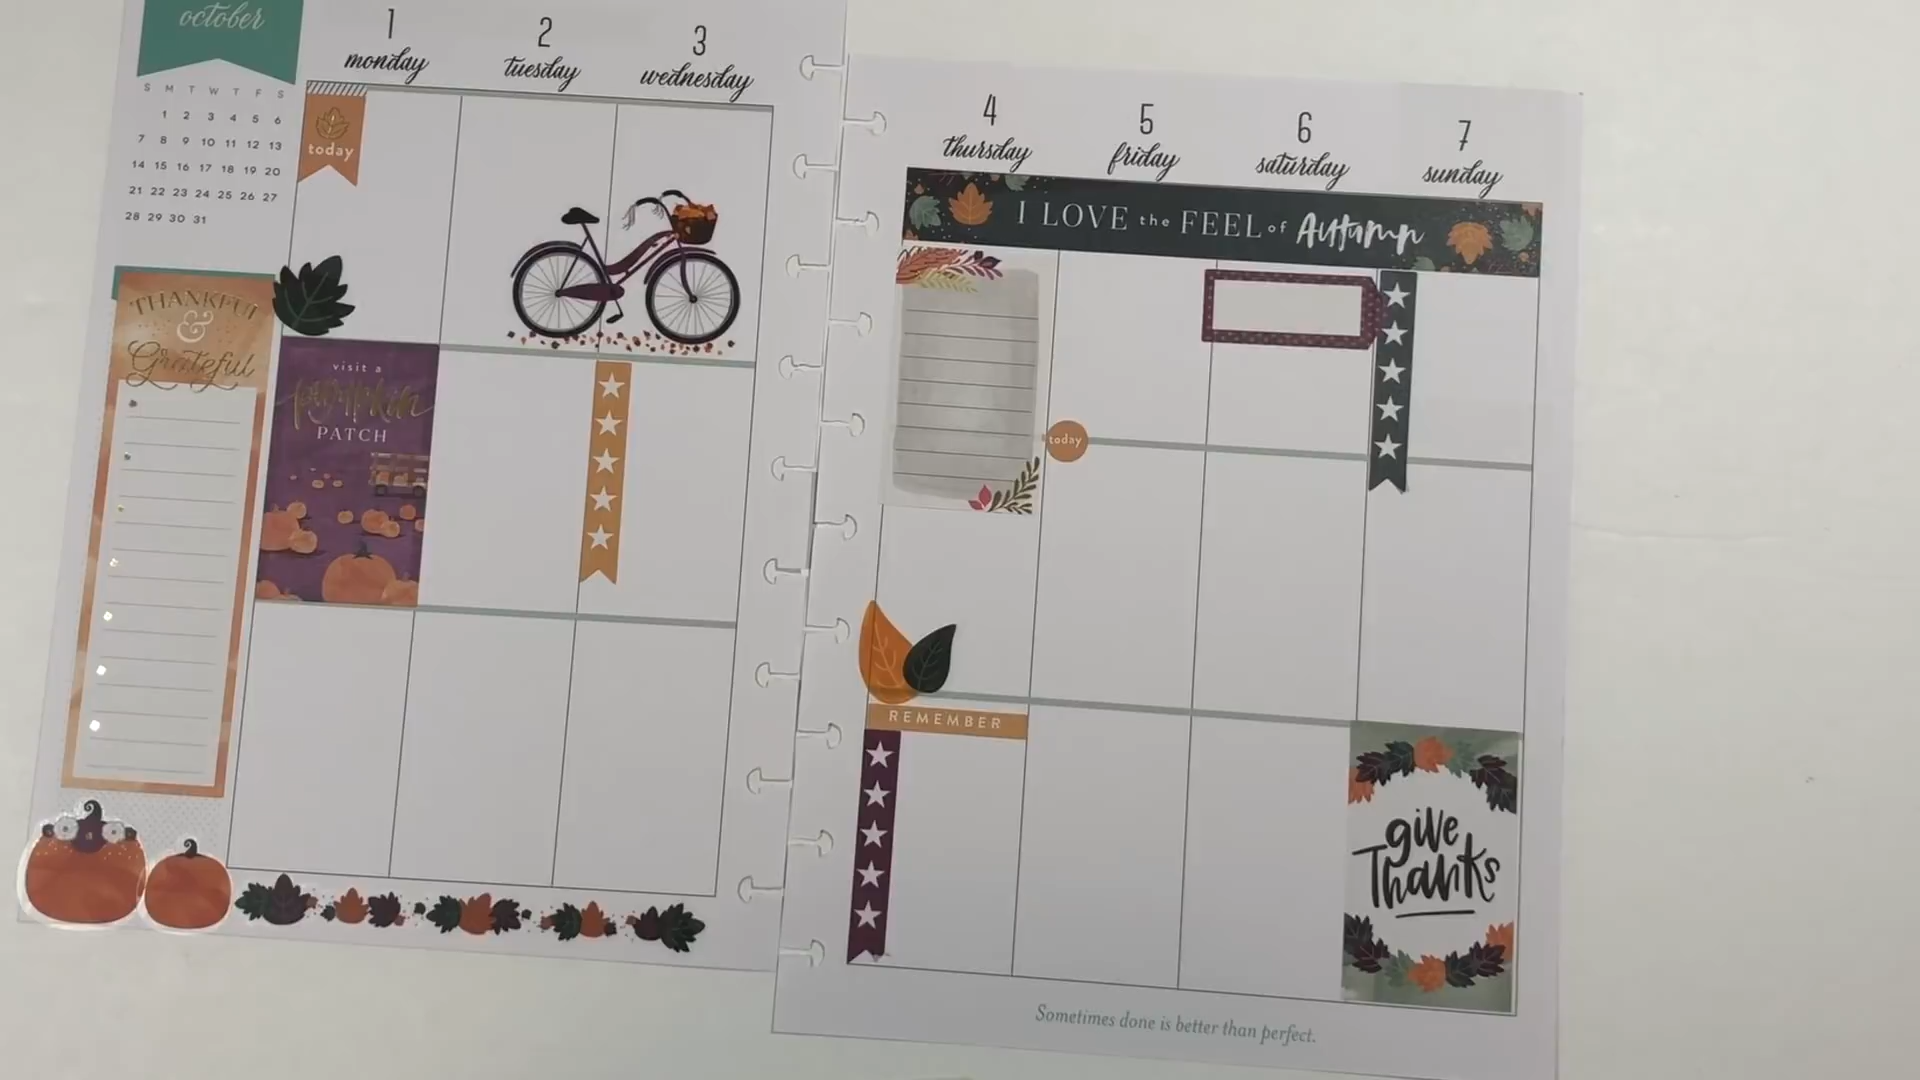 october
S M T W T F S
1 2 3 4 5 6
7 8 9 10 11 12 13
14 15 16 17 18 19 20
21 22 23 24 25 26 27
28 29 30 31
1
monday
2
tuesday
3
wednesday
today
THANKFUL
&
Grateful
visit a
pumpkin
PATCH
4
thursday
5
friday
6
saturday
7
sunday
I LOVE the FEEL of Autumn
today
REMEMBER
give
Thanks
Sometimes done is better than perfect.